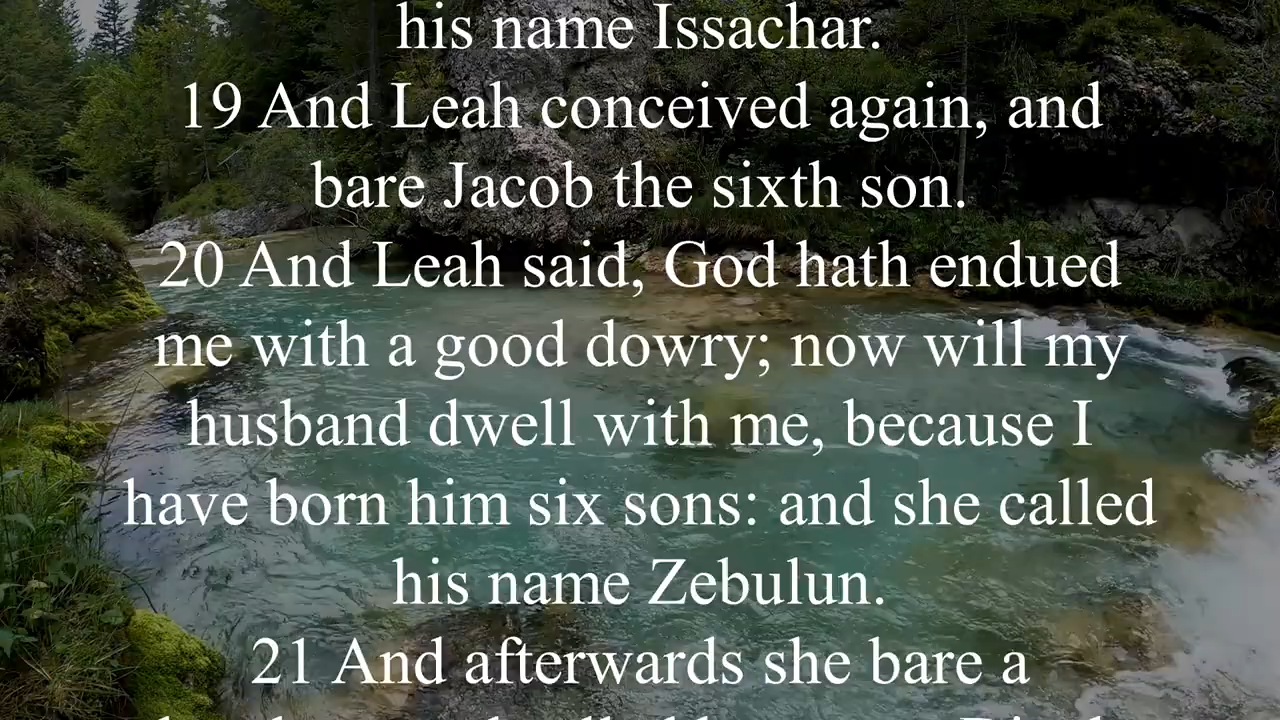 his name Issachar.
19 And Leah conceived again, and
bare Jacob the sixth son.
20 And Leah said, God hath endued
me with a good dowry; now will my
husband dwell with me, because I
have born him six sons: and she called
his name Zebulun.
21 And afterwards she bare a